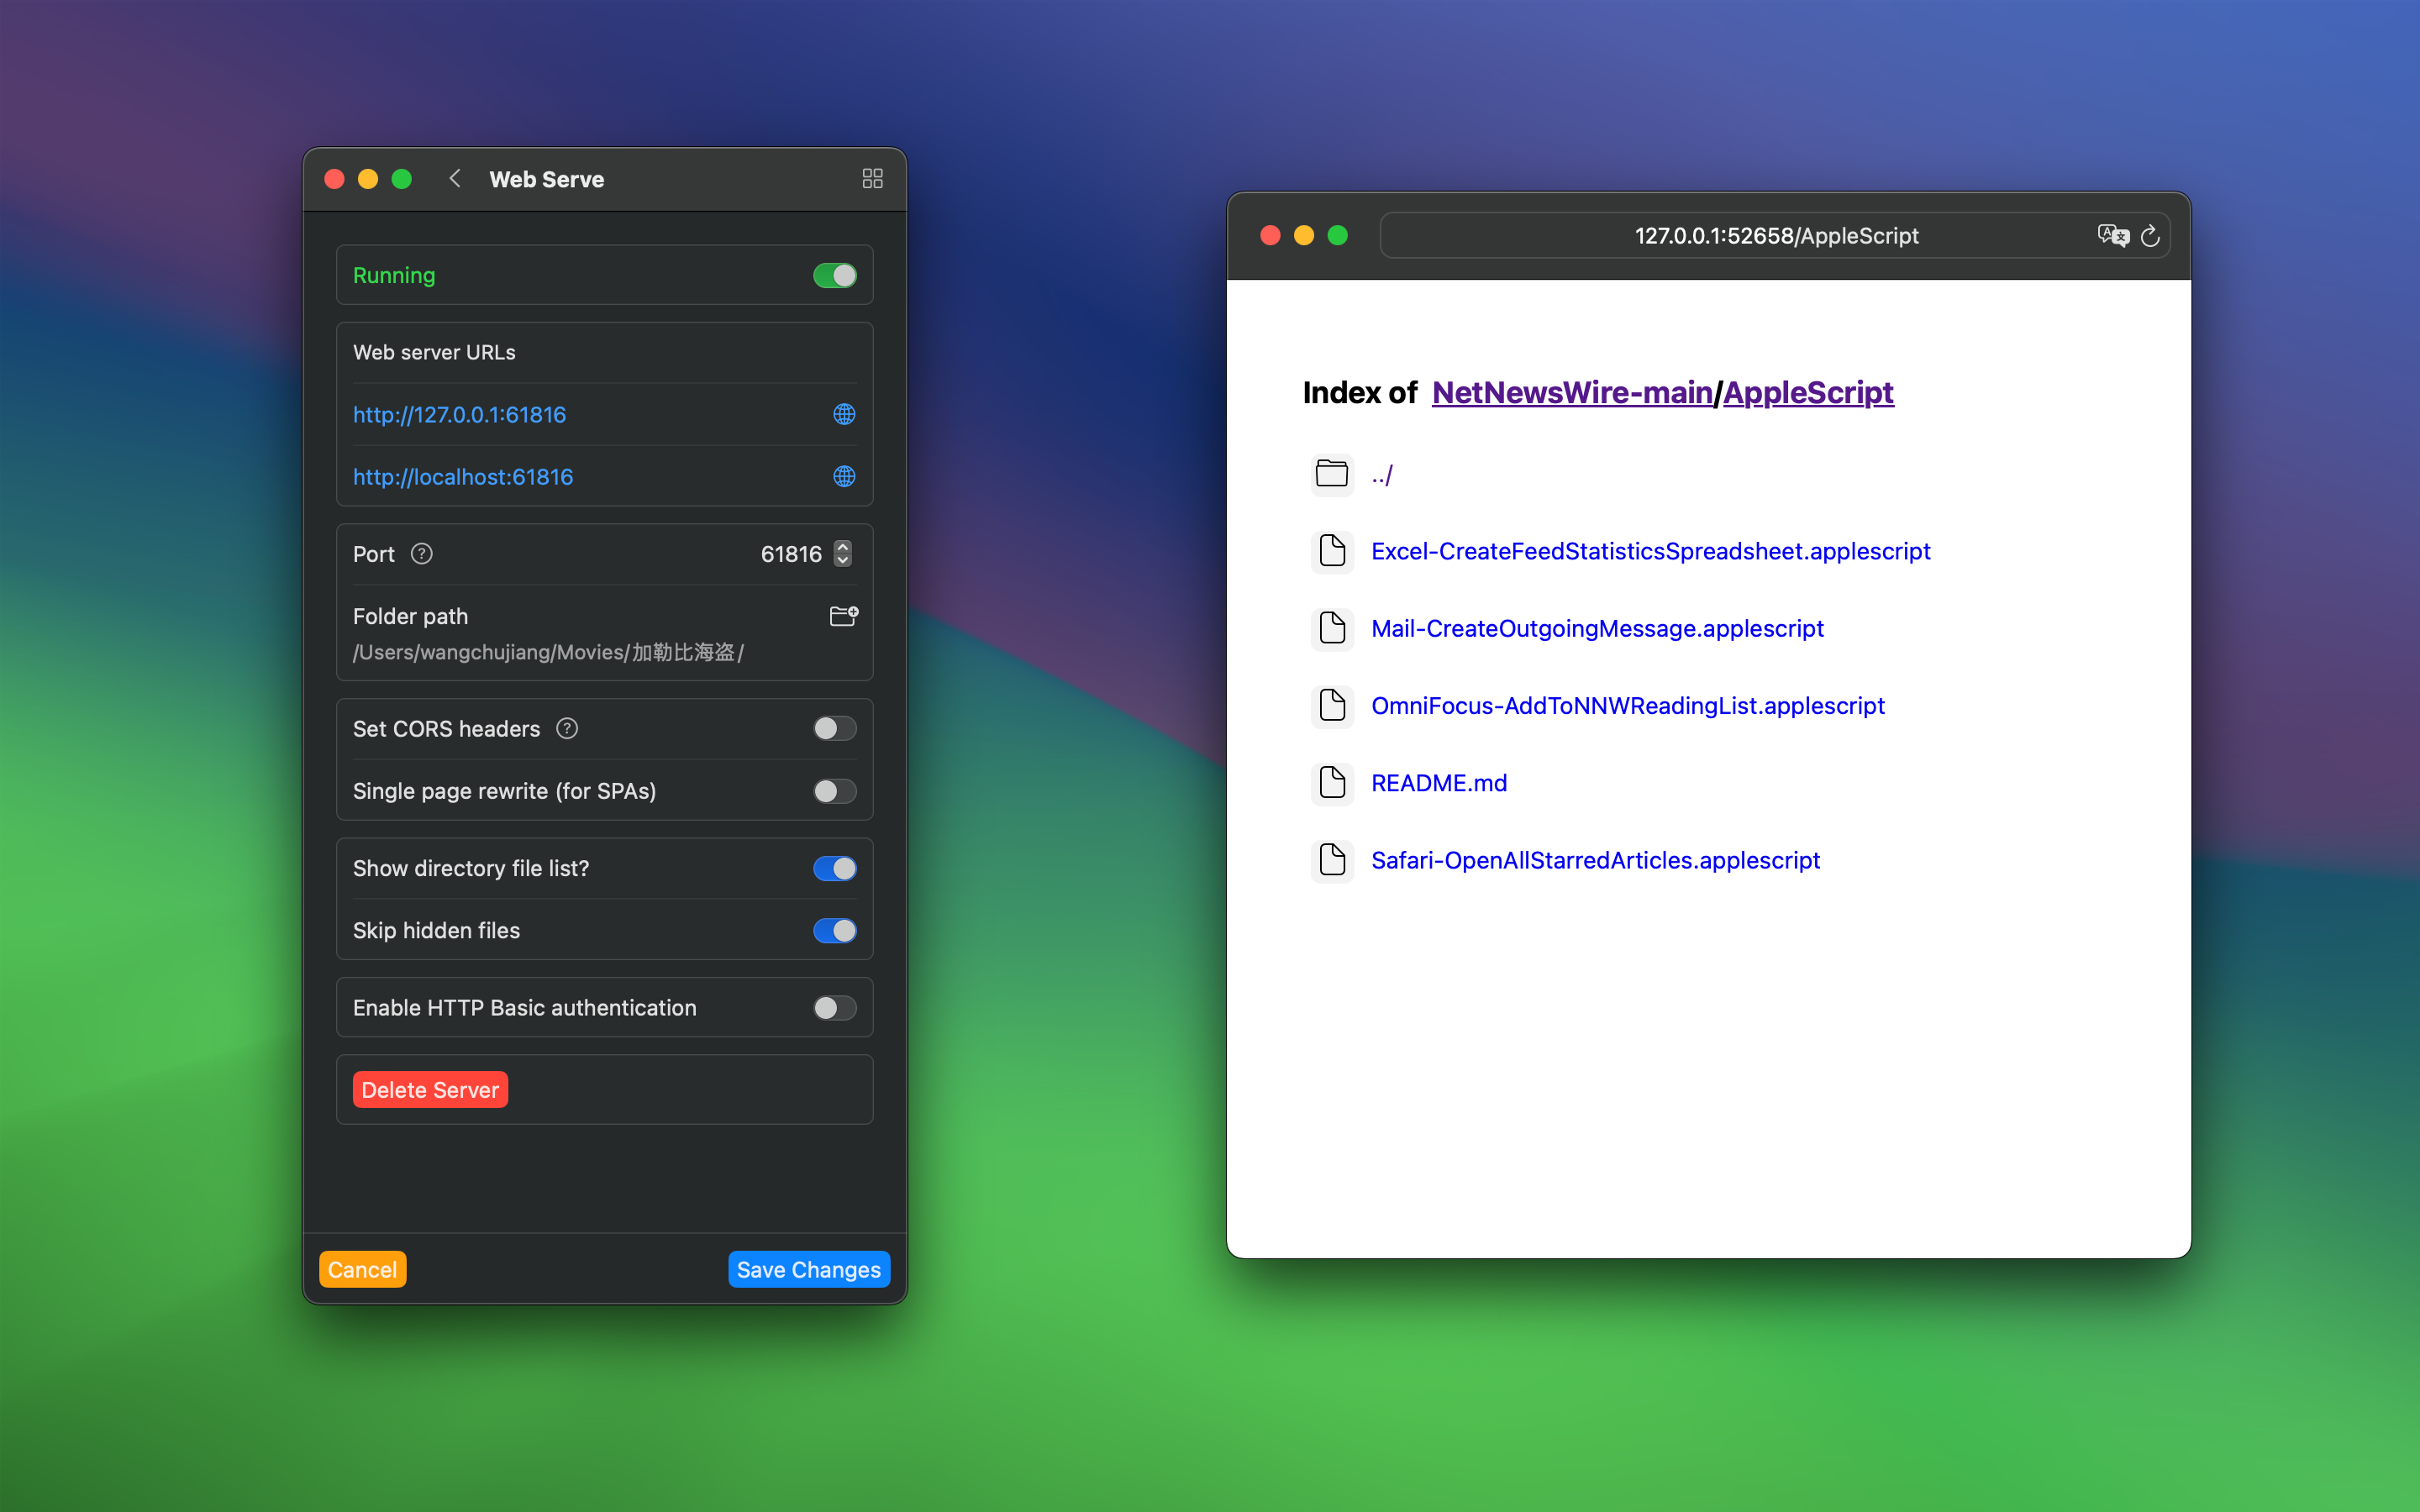 Web Serve
Running
Web server URLs
http://127.0.0.1:61816
http://localhost:61816
Port ? 61816
Folder path
/Users/wangchujiang/Movies/加勒比海盗/
Set CORS headers ?
Single page rewrite (for SPAs)
Show directory file list?
Skip hidden files
Enable HTTP Basic authentication
Delete Server
Cancel Save Changes
127.0.0.1:52658/AppleScript
Index of NetNewsWire-main/AppleScript
../
Excel-CreateFeedStatisticsSpreadsheet.applescript
Mail-CreateOutgoingMessage.applescript
OmniFocus-AddToNNWReadingList.applescript
README.md
Safari-OpenAllStarredArticles.applescript